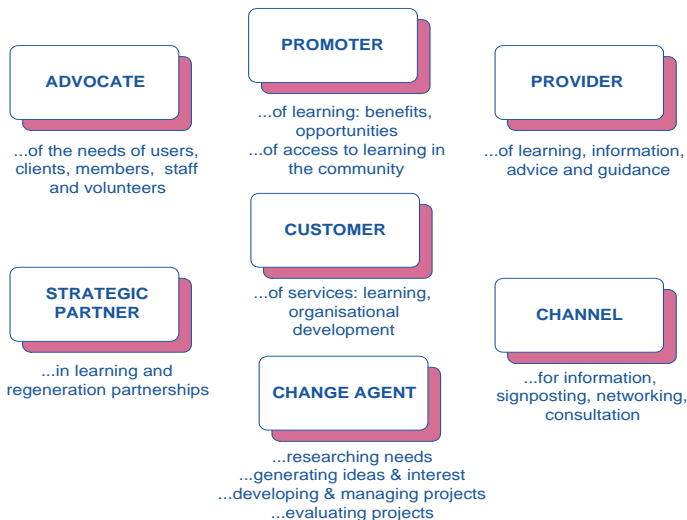 ADVOCATE
...of the needs of users,
clients, members, staff
and volunteers
PROMOTER
...of learning: benefits,
opportunities
...of access to learning in
the community
PROVIDER
...of learning, information,
advice and guidance
STRATEGIC
PARTNER
...in learning and
regeneration partnerships
CUSTOMER
...of services: learning,
organisational
development
CHANNEL
...for information,
signposting, networking,
consultation
CHANGE AGENT
...researching needs
...generating ideas & interest
...developing & managing projects
...evaluating projects